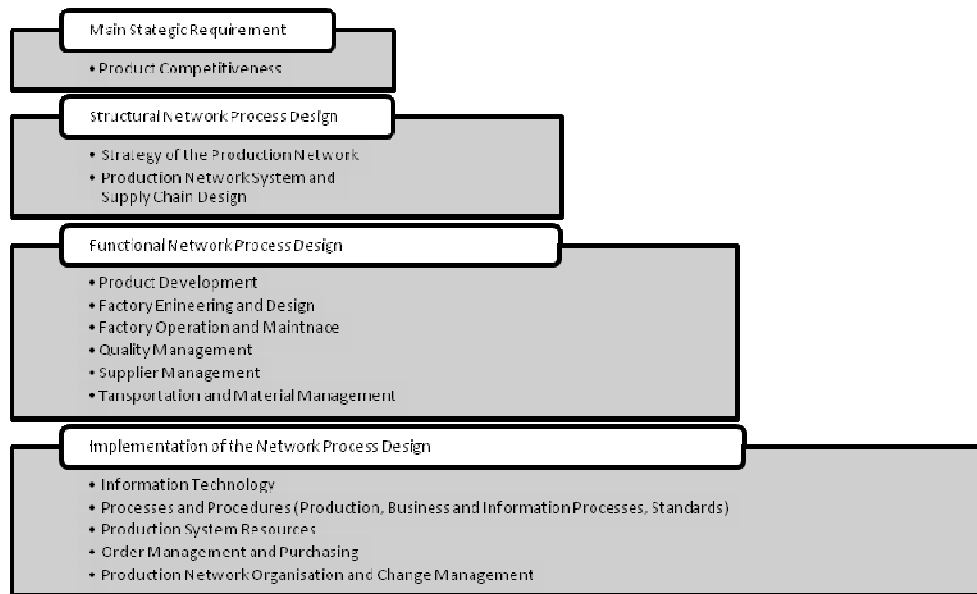 Main Stategic Requirement
• Product Competitiveness
Structural Network Process Design
• Strategy of the Production Network
• Production Network System and
Supply Chain Design
Functional Network Process Design
• Product Development
• Factory Enineering and Design
• Factory Operation and Maintnace
• Quality Management
• Supplier Management
• Tansportation and Material Management
Implementation of the Network Process Design
• Information Technology
• Processes and Procedures (Production, Business and Information Processes, Standards)
• Production System Resources
• Order Management and Purchasing
• Production Network Organisation and Change Management